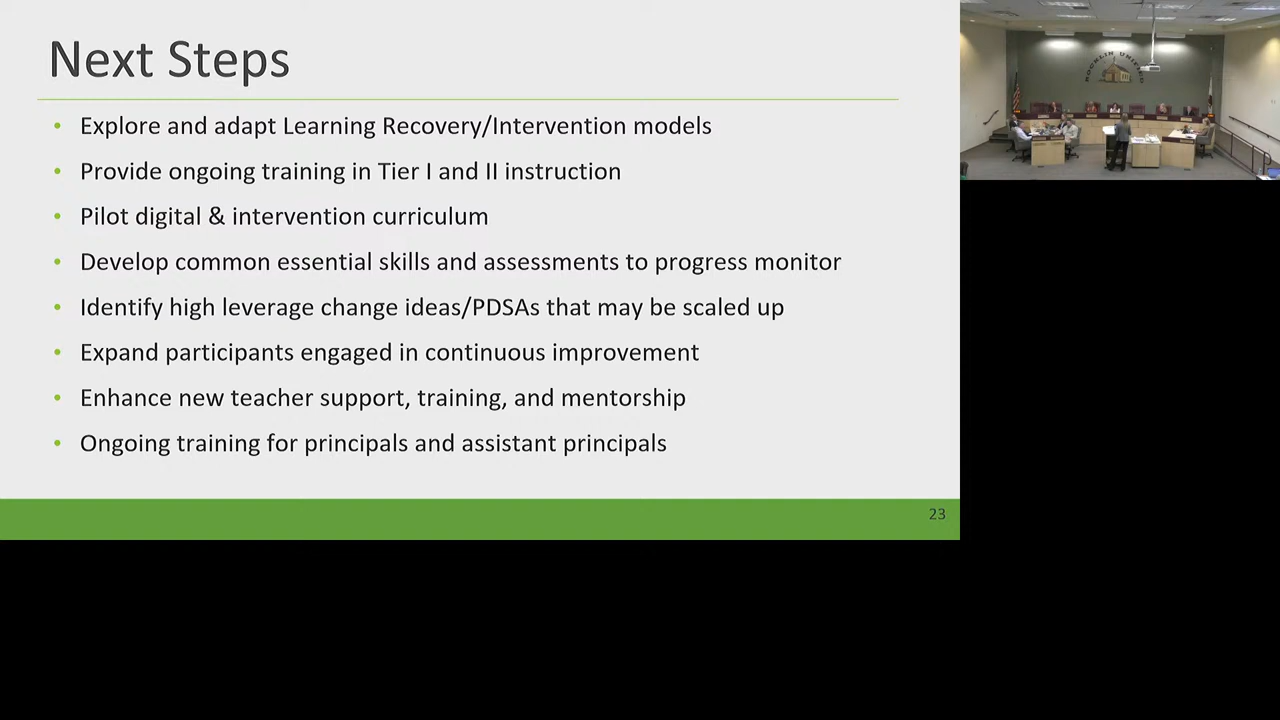 Next Steps
• Explore and adapt Learning Recovery/Intervention models
• Provide ongoing training in Tier I and II instruction
• Pilot digital & intervention curriculum
• Develop common essential skills and assessments to progress monitor
• Identify high leverage change ideas/PDSAs that may be scaled up
• Expand participants engaged in continuous improvement
• Enhance new teacher support, training, and mentorship
• Ongoing training for principals and assistant principals
23
ROCKLIN UNIFIED